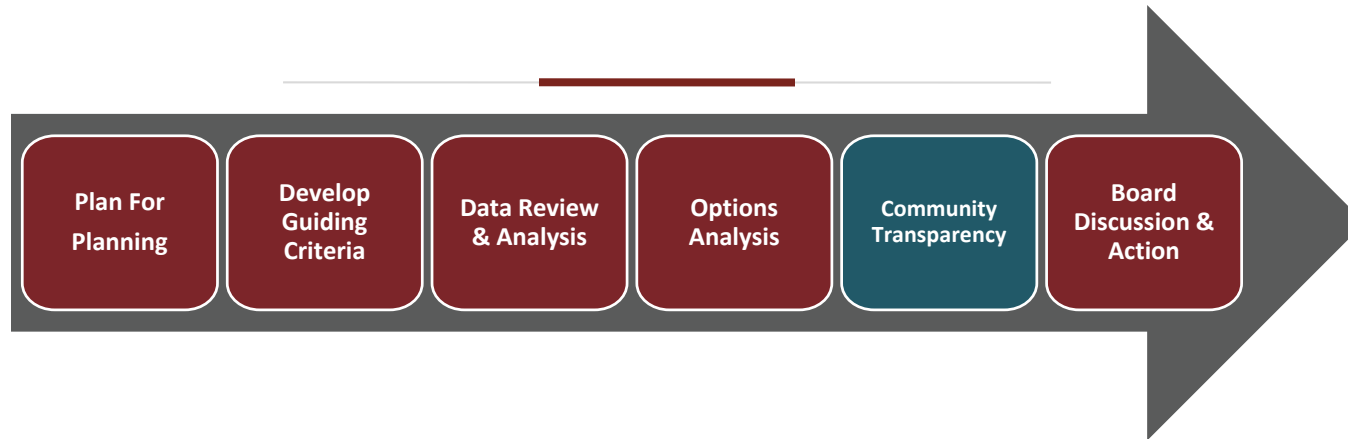 Plan For
Planning
Develop
Guiding
Criteria
Data Review
& Analysis
Options
Analysis
Community
Transparency
Board
Discussion &
Action